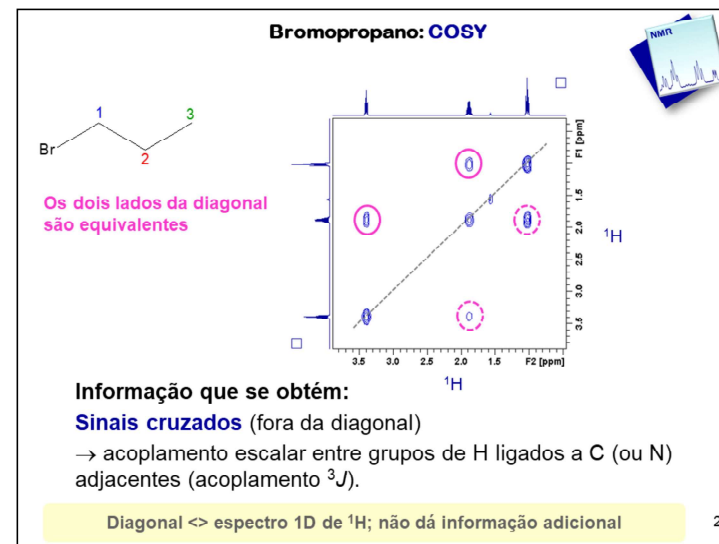 Bromopropano: COSY
NMR
1
3
Br
2
Os dois lados da diagonal
são equivalentes
F1 [ppm]
1.5
2.0
2.5
3.0
3.5
¹H
3.5 3.0 2.5 2.0 1.5 F2 [ppm]
¹H
Informação que se obtém:
Sinais cruzados (fora da diagonal)
→ acoplamento escalar entre grupos de H ligados a C (ou N)
adjacentes (acoplamento ³J).
Diagonal <> espectro 1D de ¹H; não dá informação adicional
2